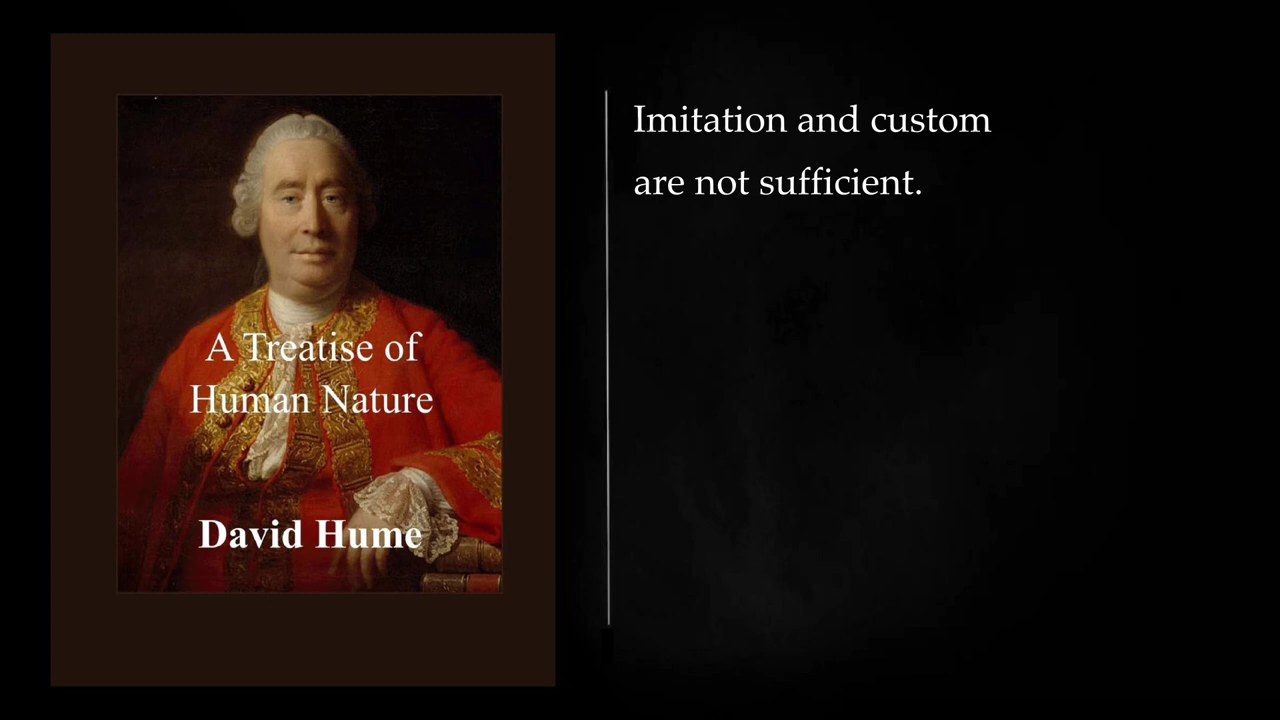 A Treatise of
Human Nature
David Hume
Imitation and custom
are not sufficient.